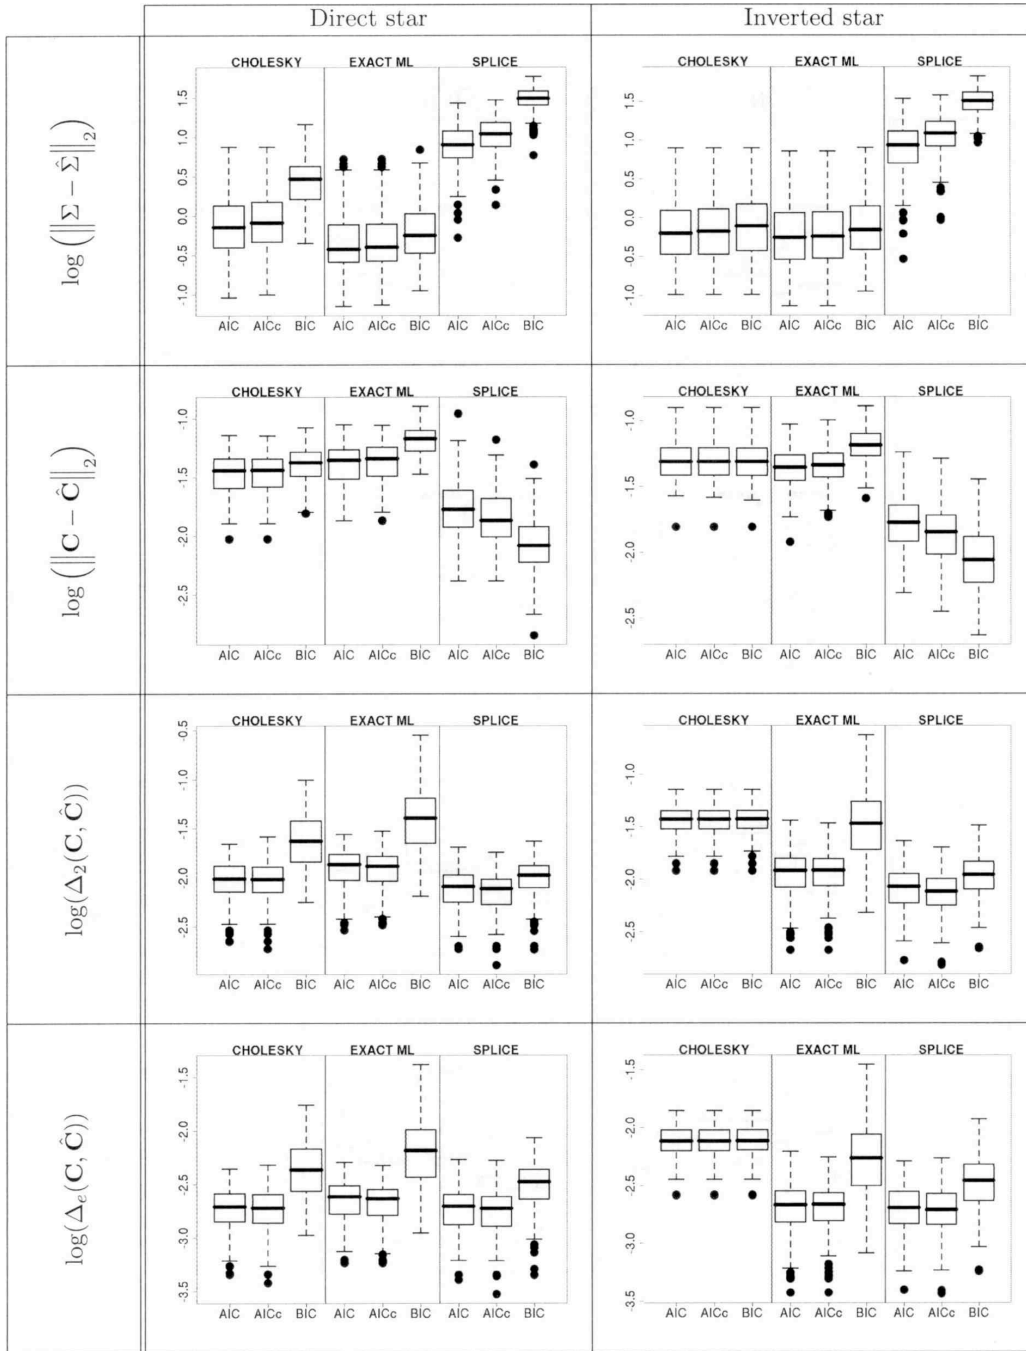 Direct star Inverted star
log (‖Σ − Σ̂‖₂)
CHOLESKY EXACT ML SPLICE
1.5
1.0
0.5
0.0
-0.5
-1.0
AIC AICc BIC AIC AICc BIC AIC AICc BIC
CHOLESKY EXACT ML SPLICE
1.5
1.0
0.5
0.0
-0.5
-1.0
AIC AICc BIC AIC AICc BIC AIC AICc BIC
log (‖C − Ĉ‖₂)
CHOLESKY EXACT ML SPLICE
-1.0
-1.5
-2.0
-2.5
AIC AICc BIC AIC AICc BIC AIC AICc BIC
CHOLESKY EXACT ML SPLICE
-1.0
-1.5
-2.0
-2.5
AIC AICc BIC AIC AICc BIC AIC AICc BIC
log(Δ₂(C, Ĉ))
CHOLESKY EXACT ML SPLICE
-0.5
-1.0
-1.5
-2.0
-2.5
AIC AICc BIC AIC AICc BIC AIC AICc BIC
CHOLESKY EXACT ML SPLICE
-1.0
-1.5
-2.0
-2.5
AIC AICc BIC AIC AICc BIC AIC AICc BIC
log(Δₑ(C, Ĉ))
CHOLESKY EXACT ML SPLICE
-1.5
-2.0
-2.5
-3.0
-3.5
AIC AICc BIC AIC AICc BIC AIC AICc BIC
CHOLESKY EXACT ML SPLICE
-1.5
-2.0
-2.5
-3.0
-3.5
AIC AICc BIC AIC AICc BIC AIC AICc BIC